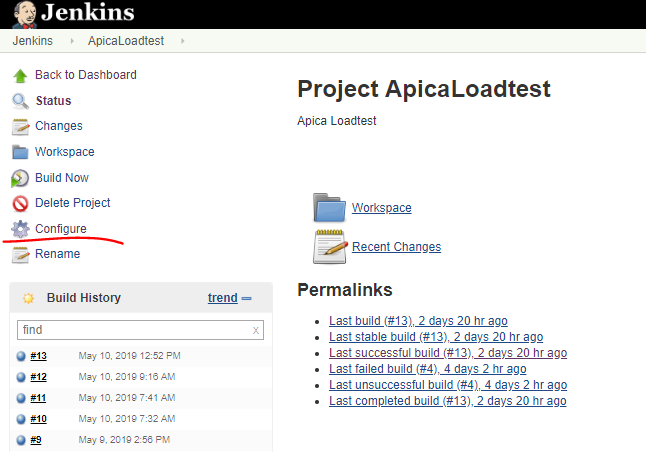 Jenkins
Jenkins ApicaLoadtest
Back to Dashboard
Status
Changes
Workspace
Build Now
Delete Project
Configure
Rename
Build History trend
find x
#13 May 10, 2019 12:52 PM
#12 May 10, 2019 9:16 AM
#11 May 10, 2019 7:41 AM
#10 May 10, 2019 7:32 AM
#9 May 9, 2019 2:56 PM
Project ApicaLoadtest
Apica Loadtest
Workspace
Recent Changes
Permalinks
Last build (#13), 2 days 20 hr ago
Last stable build (#13), 2 days 20 hr ago
Last successful build (#13), 2 days 20 hr ago
Last failed build (#4), 4 days 2 hr ago
Last unsuccessful build (#4), 4 days 2 hr ago
Last completed build (#13), 2 days 20 hr ago